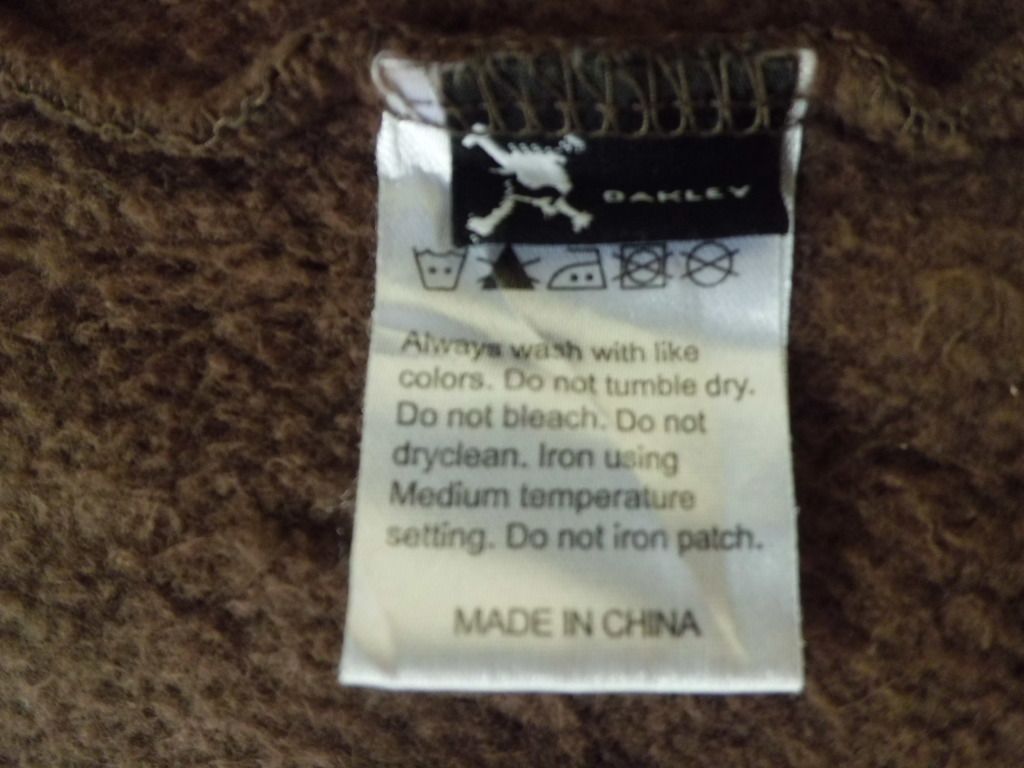 OAKLEY
Always wash with like
colors. Do not tumble dry.
Do not bleach. Do not
dryclean. Iron using
Medium temperature
setting. Do not iron patch.
MADE IN CHINA